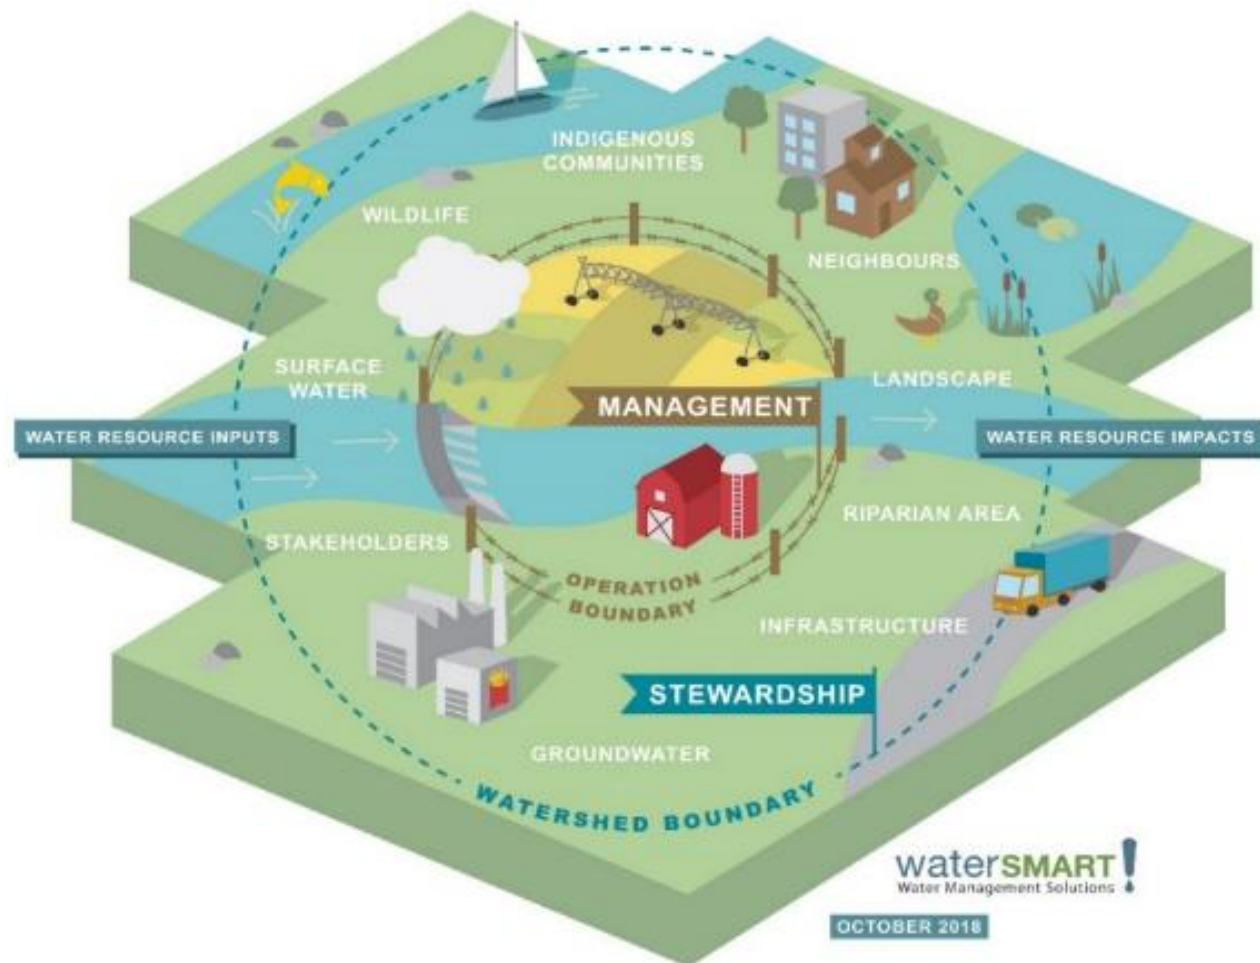 INDIGENOUS
COMMUNITIES
WILDLIFE
NEIGHBOURS
SURFACE
WATER
LANDSCAPE
MANAGEMENT
WATER RESOURCE INPUTS
WATER RESOURCE IMPACTS
RIPARIAN AREA
STAKEHOLDERS
OPERATION
BOUNDARY
INFRASTRUCTURE
STEWARDSHIP
GROUNDWATER
WATERSHED BOUNDARY
waterSMART!
Water Management Solutions
OCTOBER 2018